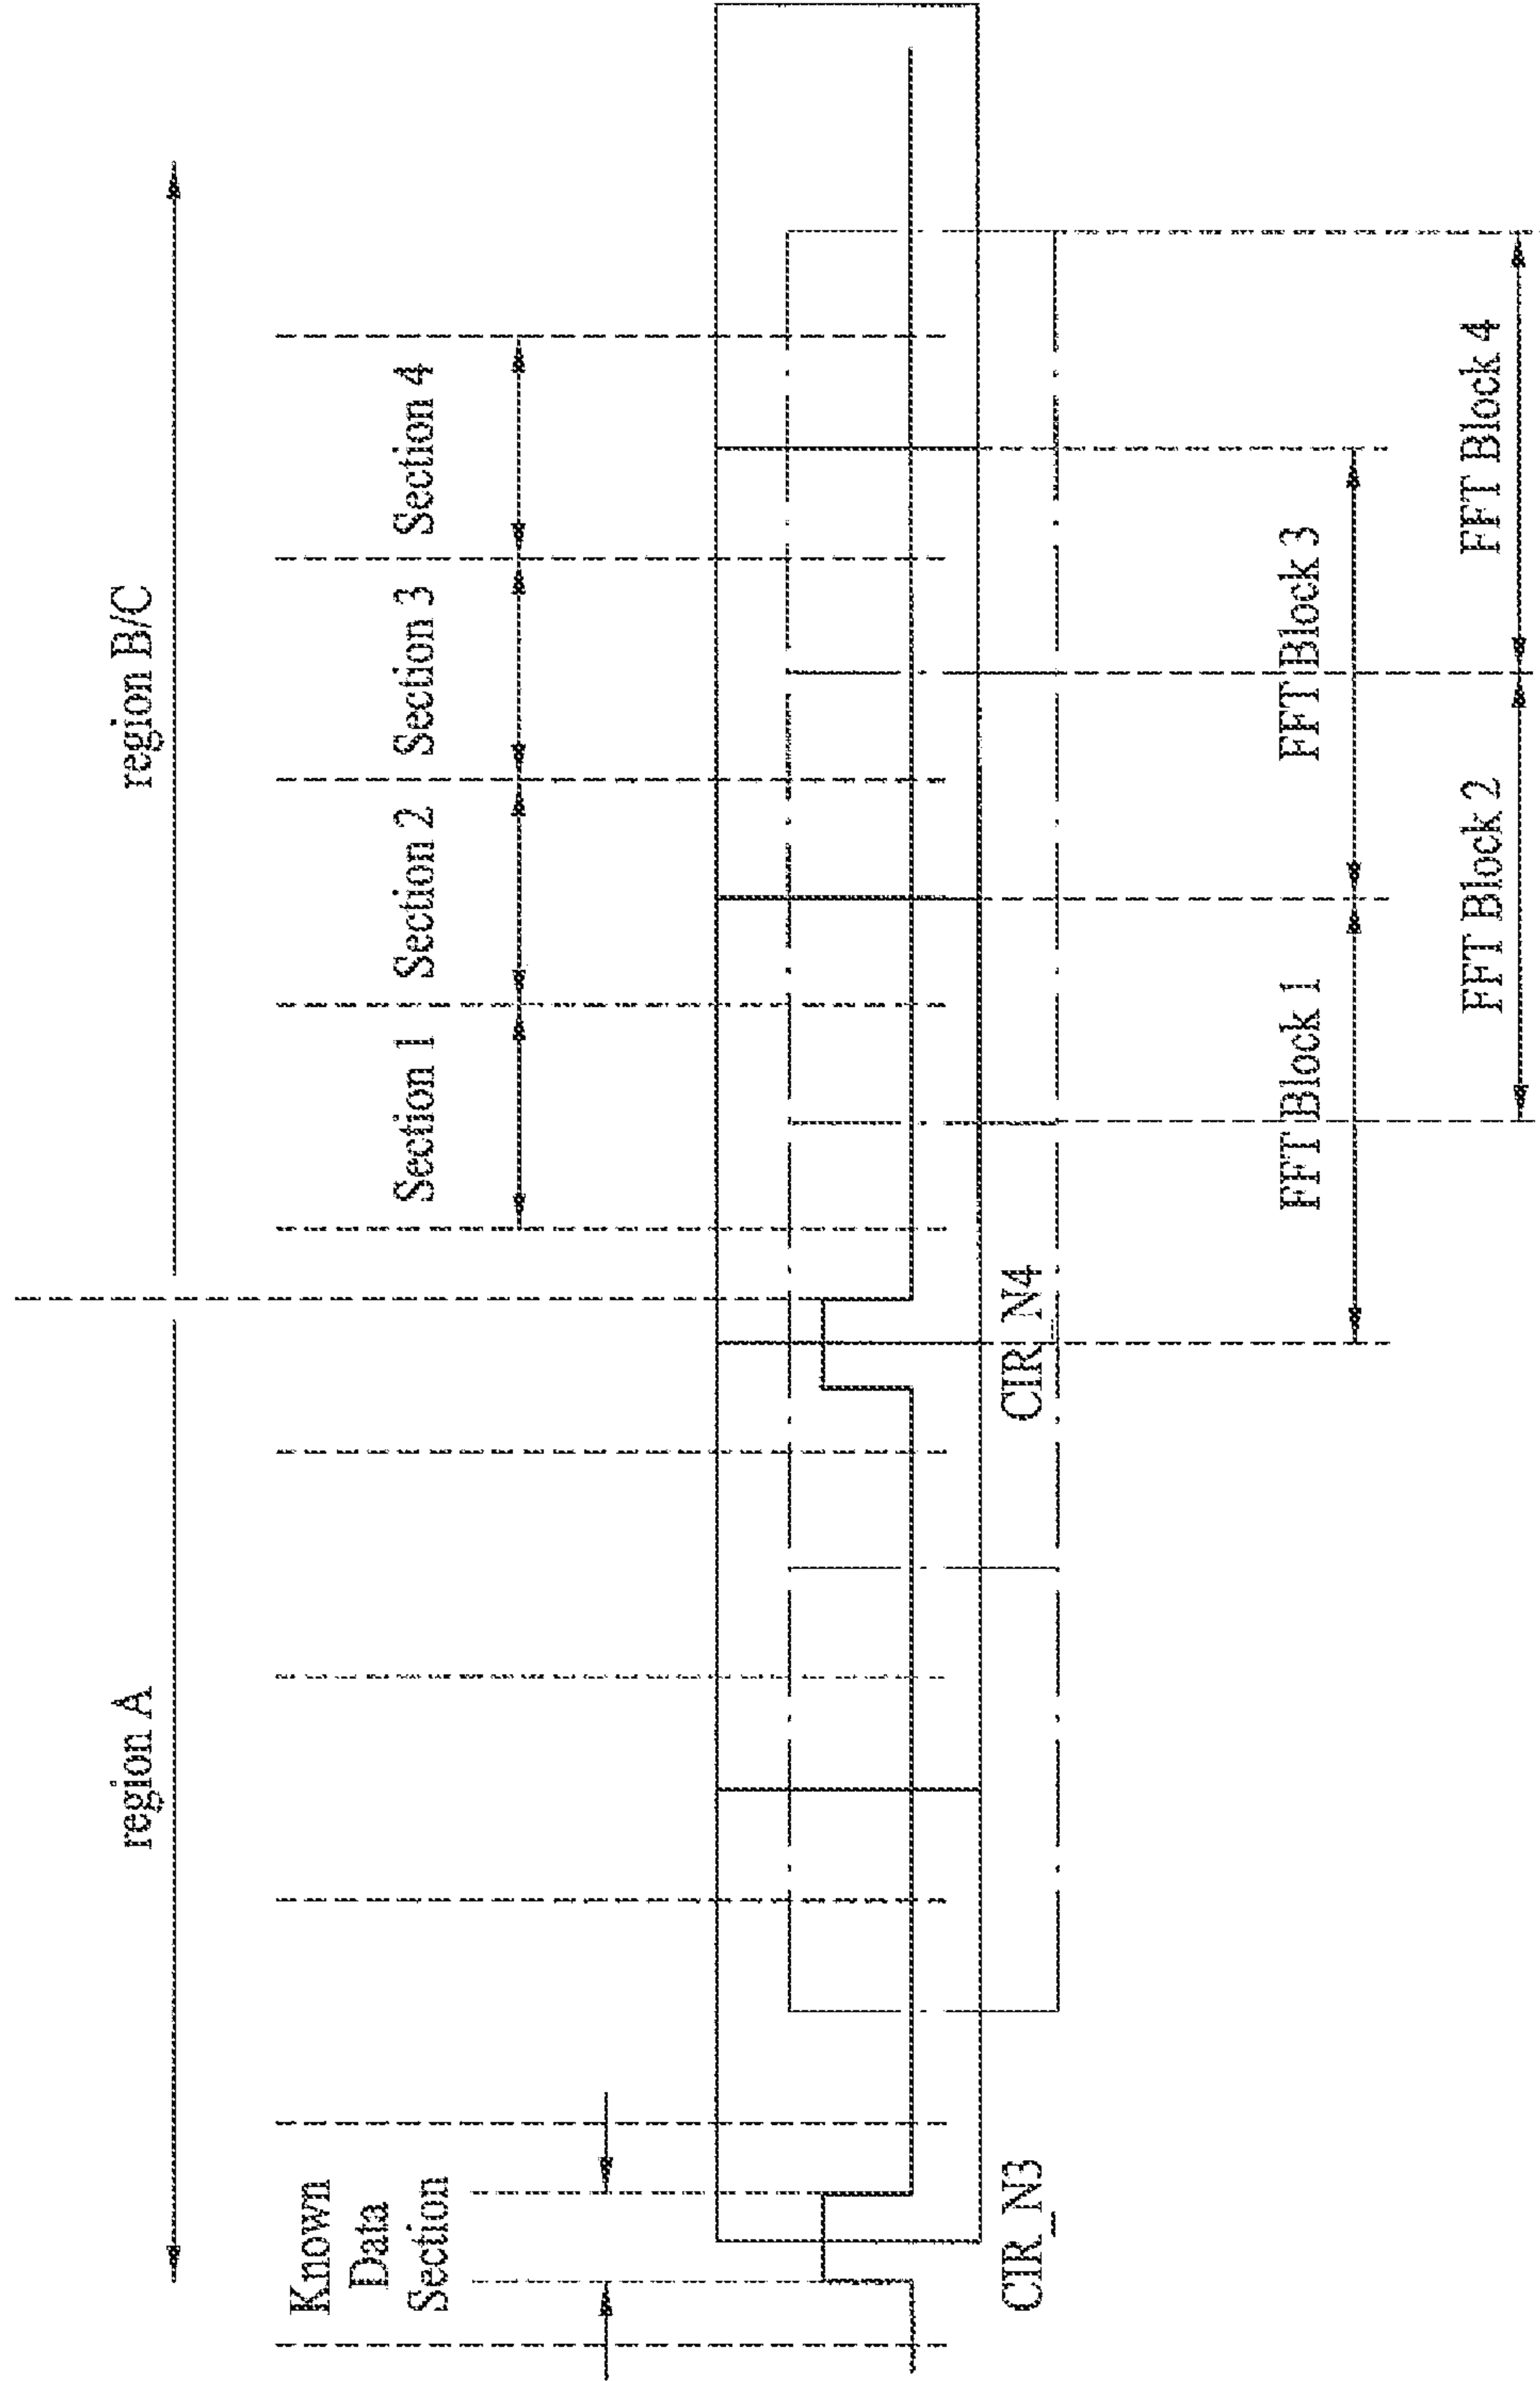 region A
region B/C
Known
Data
Section
Section 1
Section 2
Section 3
Section 4
CIR_N3
CIR_N4
FFT Block 1
FFT Block 3
FFT Block 2
FFT Block 4